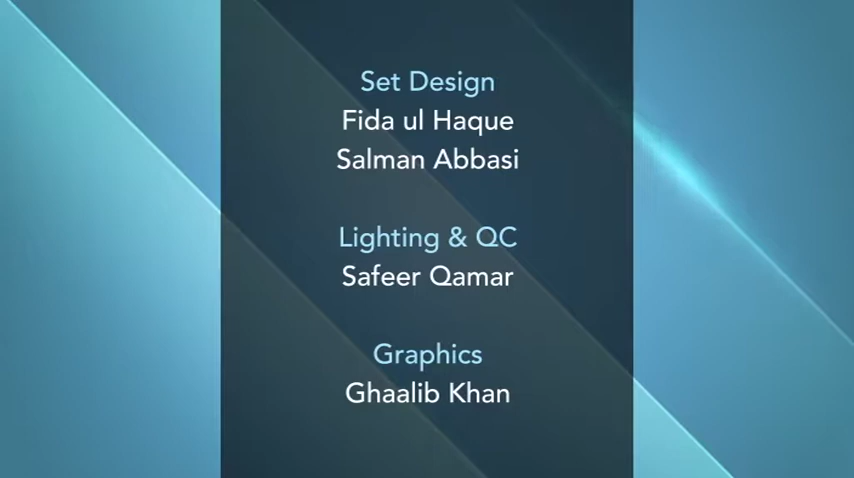 Set Design
Fida ul Haque
Salman Abbasi
Lighting & QC
Safeer Qamar
Graphics
Ghaalib Khan